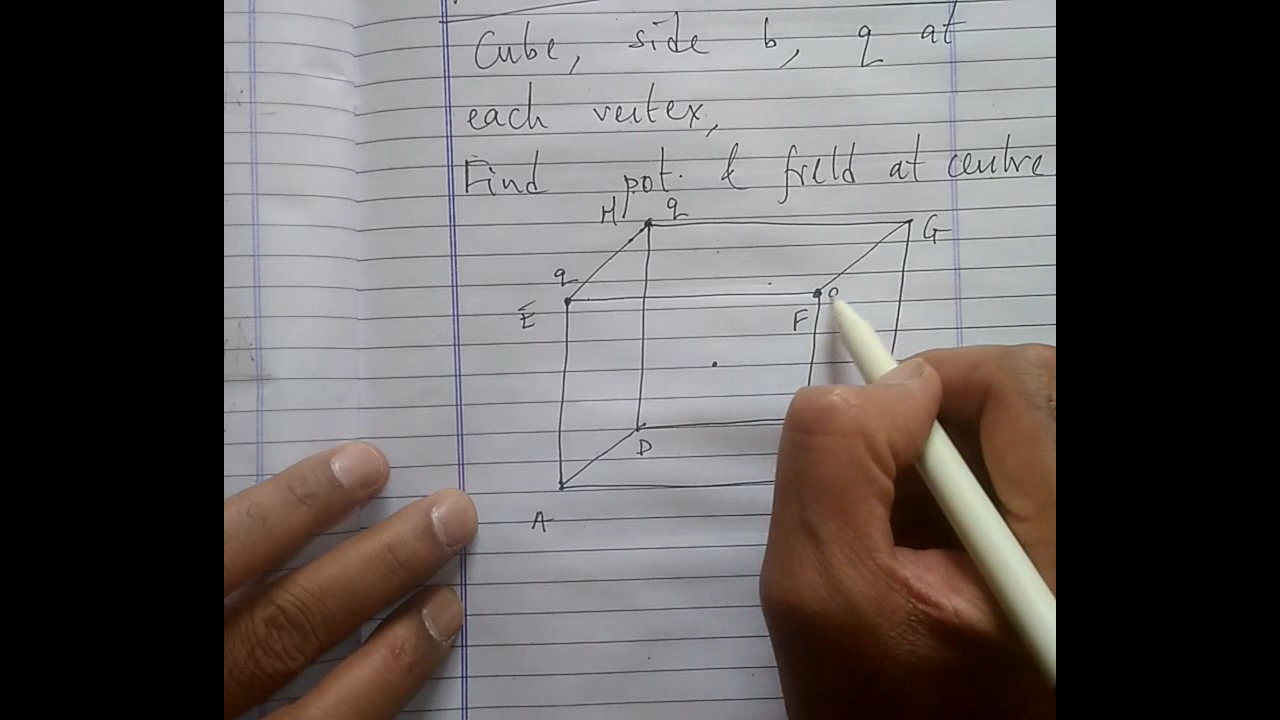 Cube, side b, q at
each vertex,
Find pot. & field at centre
H q
G
q
E
F
D
A